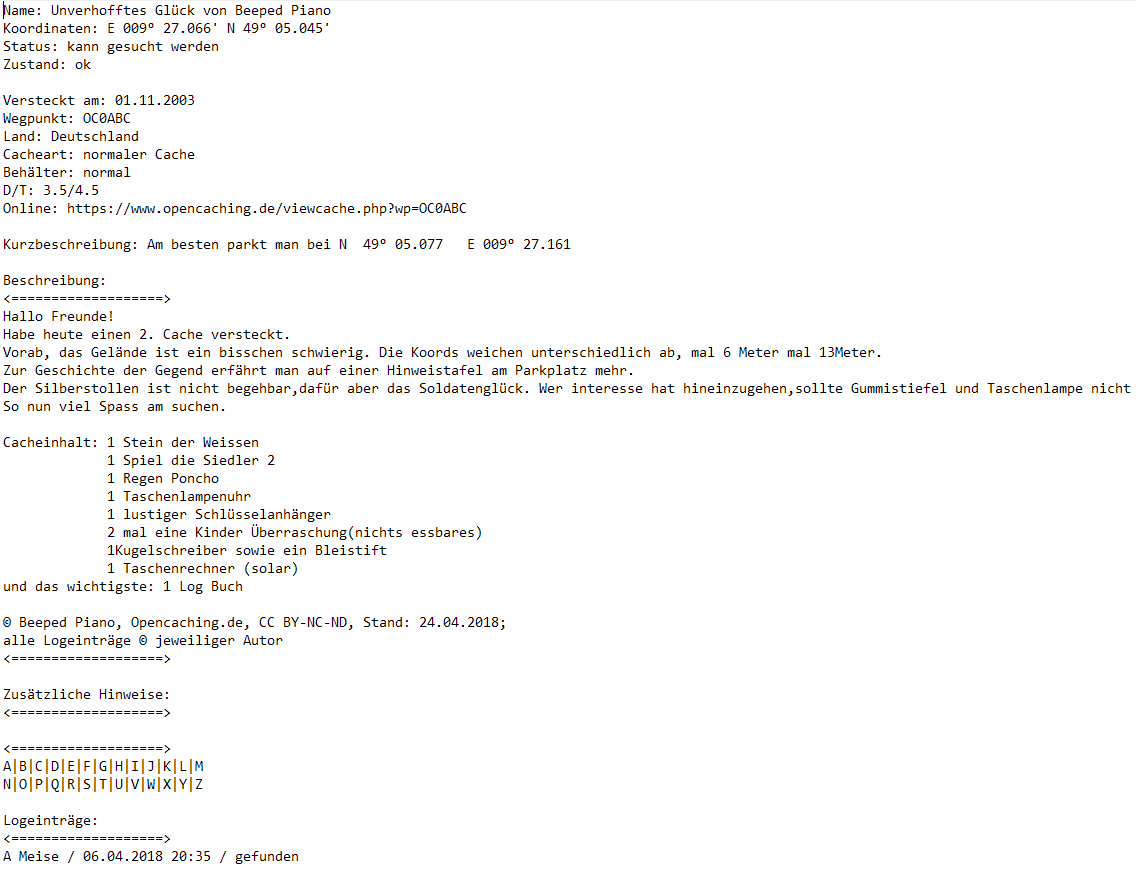 Name: Unverhofftes Glück von Beeped Piano
Koordinaten: E 009° 27.066' N 49° 05.045'
Status: kann gesucht werden
Zustand: ok
Versteckt am: 01.11.2003
Wegpunkt: OC0ABC
Land: Deutschland
Cacheart: normaler Cache
Behälter: normal
D/T: 3.5/4.5
Online: https://www.opencaching.de/viewcache.php?wp=OC0ABC
Kurzbeschreibung: Am besten parkt man bei N  49° 05.077   E 009° 27.161
Beschreibung:
<===================>
Hallo Freunde!
Habe heute einen 2. Cache versteckt.
Vorab, das Gelände ist ein bisschen schwierig. Die Koords weichen unterschiedlich ab, mal 6 Meter mal 13Meter.
Zur Geschichte der Gegend erfährt man auf einer Hinweistafel am Parkplatz mehr.
Der Silberstollen ist nicht begehbar,dafür aber das Soldatenglück. Wer interesse hat hineinzugehen,sollte Gummistiefel und Taschenlampe nicht
So nun viel Spass am suchen.
Cacheinhalt: 1 Stein der Weissen
1 Spiel die Siedler 2
1 Regen Poncho
1 Taschenlampenuhr
1 lustiger Schlüsselanhänger
2 mal eine Kinder Überraschung(nichts essbares)
1Kugelschreiber sowie ein Bleistift
1 Taschenrechner (solar)
und das wichtigste: 1 Log Buch
© Beeped Piano, Opencaching.de, CC BY-NC-ND, Stand: 24.04.2018;
alle Logeinträge © jeweiliger Autor
<===================>
Zusätzliche Hinweise:
<===================>
<===================>
A|B|C|D|E|F|G|H|I|J|K|L|M
N|O|P|Q|R|S|T|U|V|W|X|Y|Z
Logeinträge:
<===================>
A Meise / 06.04.2018 20:35 / gefunden